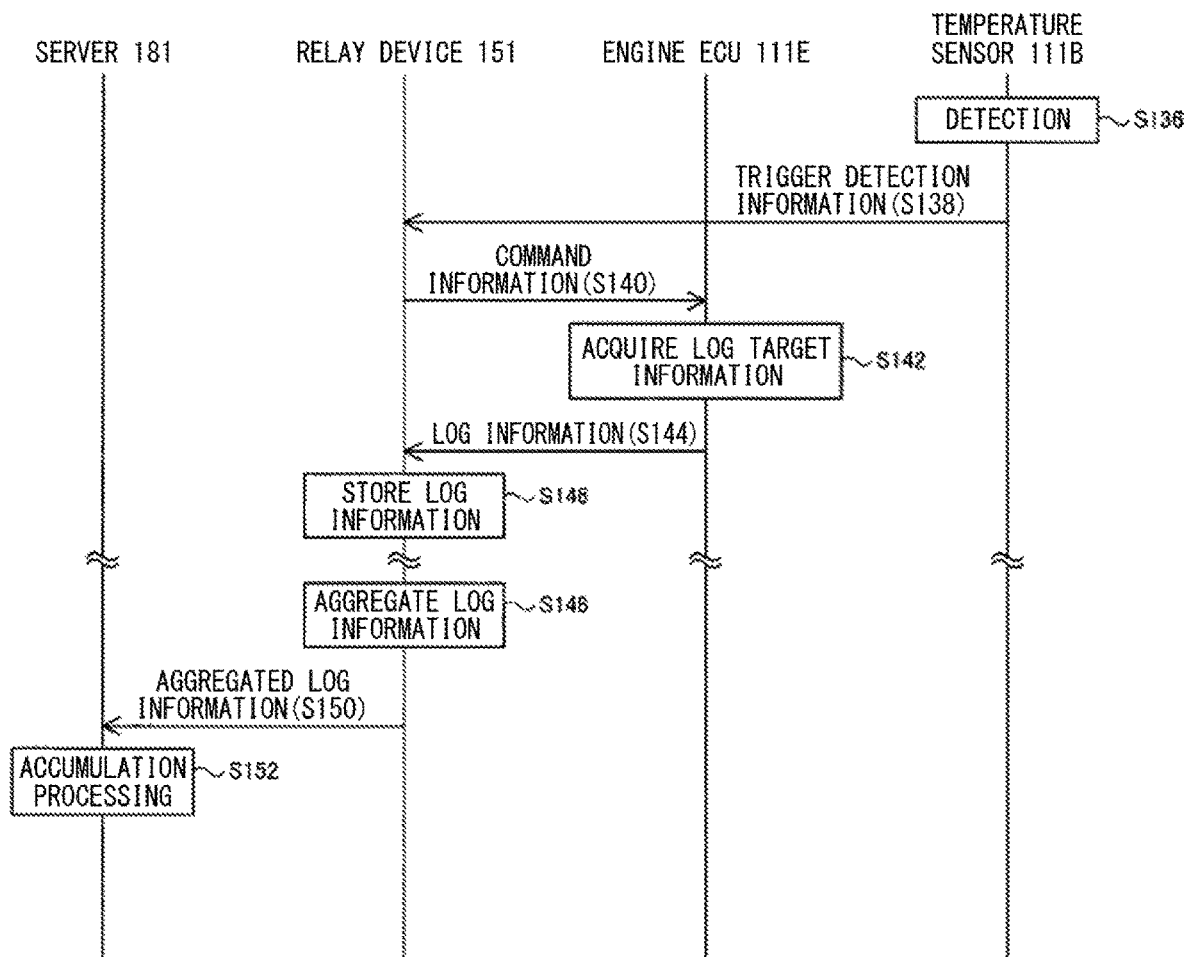 SERVER 181
RELAY DEVICE 151
ENGINE ECU 111E
TEMPERATURE
SENSOR 111B
DETECTION
S136
TRIGGER DETECTION
INFORMATION(S138)
COMMAND
INFORMATION(S140)
ACQUIRE LOG TARGET
INFORMATION
S142
LOG INFORMATION(S144)
STORE LOG
INFORMATION
AGGREGATE LOG
INFORMATION
AGGREGATED LOG
INFORMATION(S150)
ACCUMULATION
PROCESSING
S152